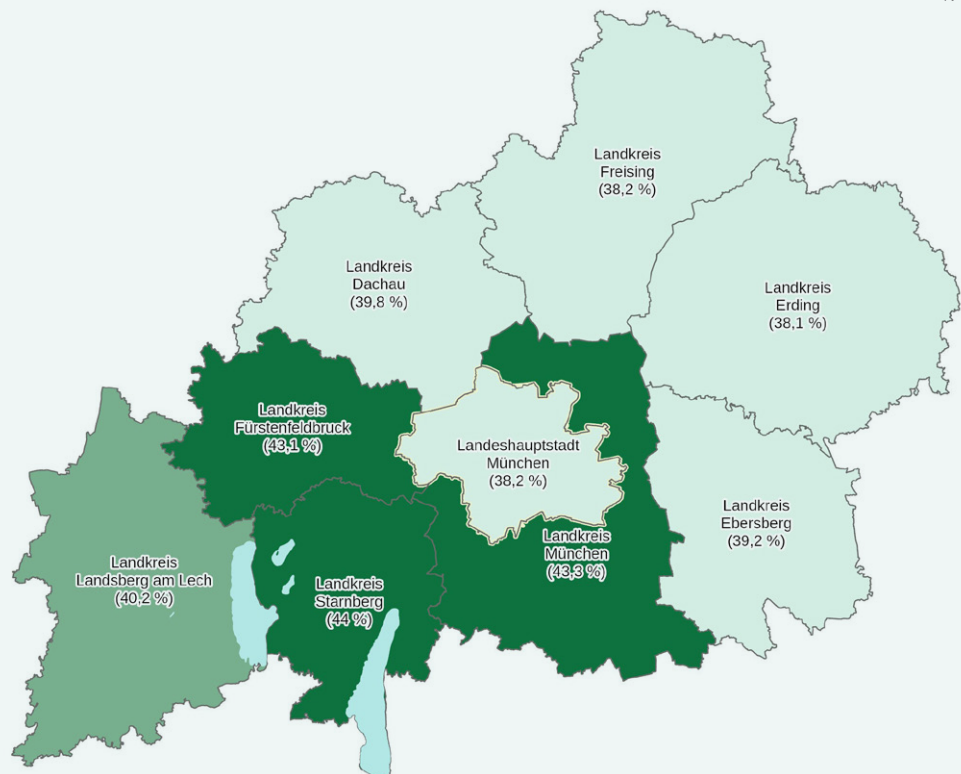 Landkreis
Freising
(38,2 %)
Landkreis
Dachau
(39,8 %)
Landkreis
Erding
(38,1 %)
Landkreis
Fürstenfeldbruck
(43,1 %)
Landeshauptstadt
München
(38,2 %)
Landkreis
Ebersberg
(39,2 %)
Landkreis
München
(43,3 %)
Landkreis
Landsberg am Lech
(40,2 %)
Landkreis
Starnberg
(44 %)